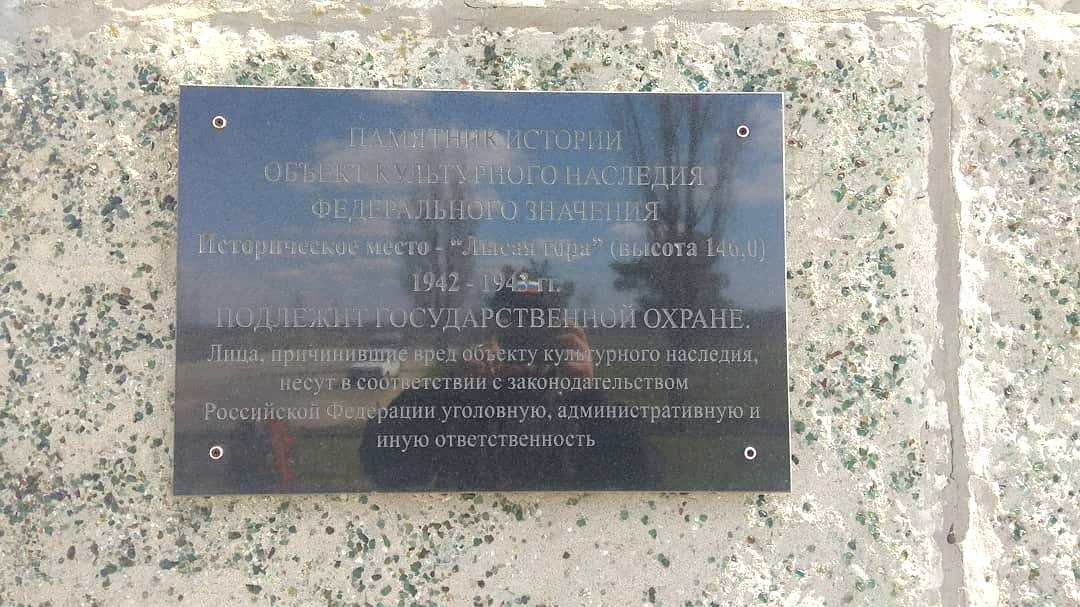 ПАМЯТНИК ИСТОРИИ
ОБЪЕКТ КУЛЬТУРНОГО НАСЛЕДИЯ
ФЕДЕРАЛЬНОГО ЗНАЧЕНИЯ
Историческое место - “Лысая гора” (высота 146,0)
1942 - 1943 гг.
ПОДЛЕЖИТ ГОСУДАРСТВЕННОЙ ОХРАНЕ.
Лица, причинившие вред объекту культурного наследия,
несут в соответствии с законодательством
Российской Федерации уголовную, административную и
иную ответственность